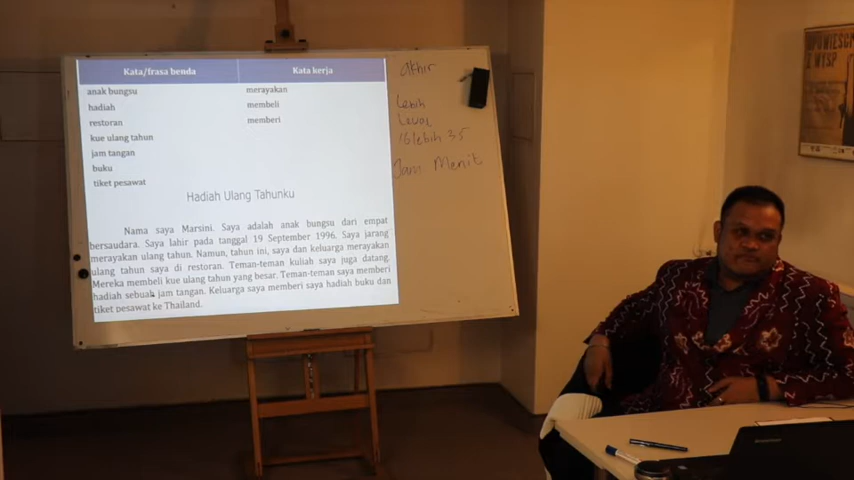 Kata/frasa benda Kata kerja
anak bungsu merayakan
hadiah membeli
restoran memberi
kue ulang tahun
jam tangan
buku
tiket pesawat
Hadiah Ulang Tahunku
Nama saya Marsini. Saya adalah anak bungsu dari empat
bersaudara. Saya lahir pada tanggal 19 September 1996. Saya jarang
merayakan ulang tahun. Namun, tahun ini, saya dan keluarga merayakan
ulang tahun saya di restoran. Teman-teman kuliah saya juga datang.
Mereka membeli kue ulang tahun yang besar. Teman-teman saya memberi
hadiah sebuah jam tangan. Keluarga saya memberi saya hadiah buku dan
tiket pesawat ke Thailand.
akhir
Lebih
Lewat
16 lebih 35
Jam Menit
OPOWIEŚCI
Z WYSP